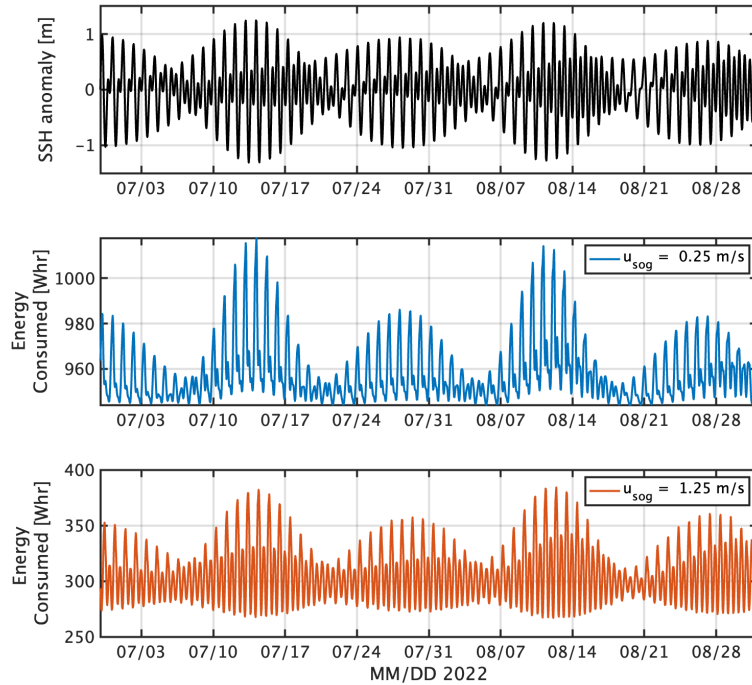 SSH anomaly [m]
1
0
-1
07/03 07/10 07/17 07/24 07/31 08/07 08/14 08/21 08/28
Energy
Consumed [Whr]
1000
980
960
u_sog = 0.25 m/s
07/03 07/10 07/17 07/24 07/31 08/07 08/14 08/21 08/28
Energy
Consumed [Whr]
400
350
300
250
u_sog = 1.25 m/s
07/03 07/10 07/17 07/24 07/31 08/07 08/14 08/21 08/28
MM/DD 2022